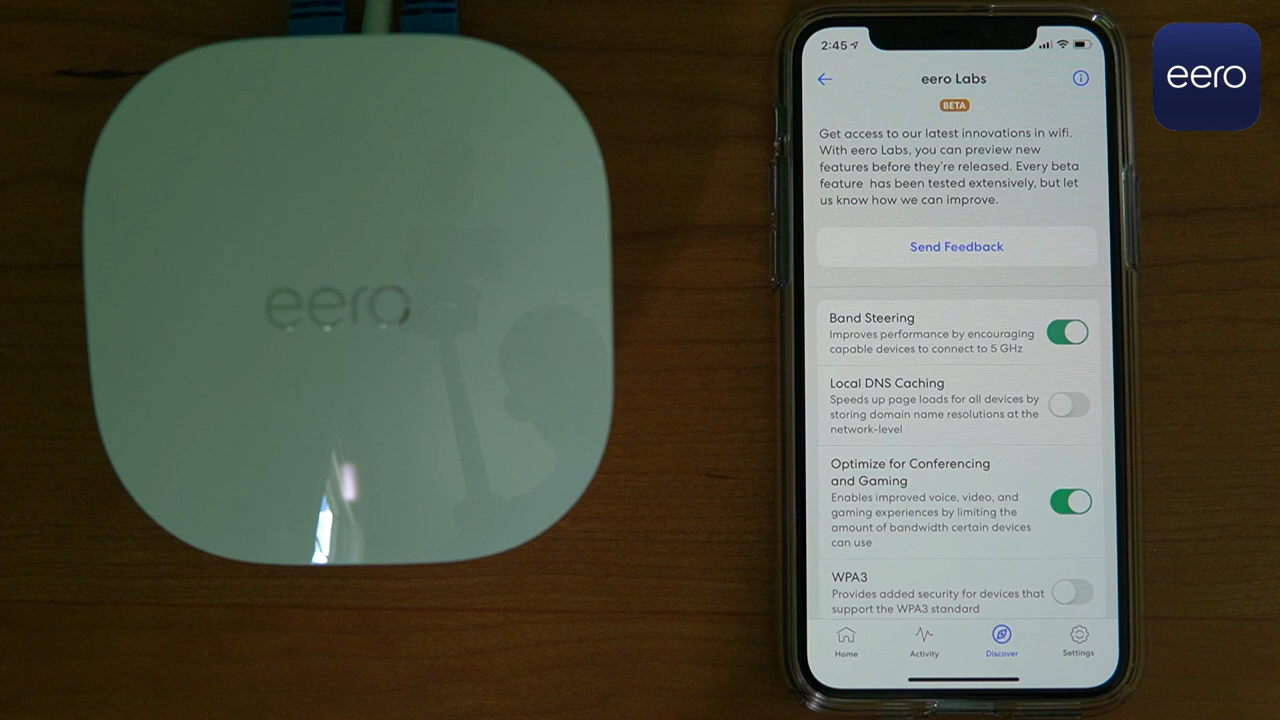 eero
2:45
eero Labs
BETA
Get access to our latest innovations in wifi.
With eero Labs, you can preview new
features before they're released. Every beta
feature has been tested extensively, but let
us know how we can improve.
Send Feedback
Band Steering
Improves performance by encouraging
capable devices to connect to 5 GHz
Local DNS Caching
Speeds up page loads for all devices by
storing domain name resolutions at the
network-level
Optimize for Conferencing
and Gaming
Enables improved voice, video, and
gaming experiences by limiting the
amount of bandwidth certain devices
can use
WPA3
Provides added security for devices that
support the WPA3 standard
Home
Activity
Discover
Settings
eero